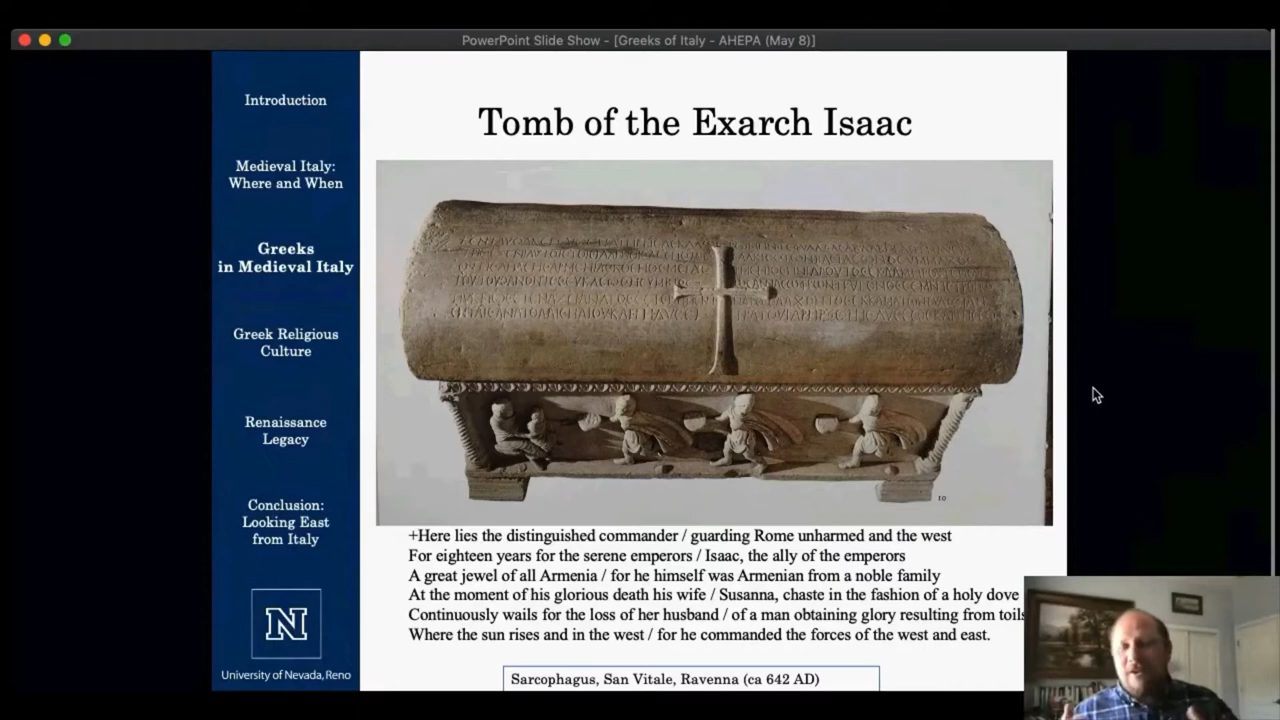 PowerPoint Slide Show - [Greeks of Italy - AHEPA (May 8)]
Introduction
Medieval Italy:
Where and When
Greeks
in Medieval Italy
Greek Religious
Culture
Renaissance
Legacy
Conclusion:
Looking East
from Italy
N
University of Nevada, Reno
Tomb of the Exarch Isaac
10
+Here lies the distinguished commander / guarding Rome unharmed and the west
For eighteen years for the serene emperors / Isaac, the ally of the emperors
A great jewel of all Armenia / for he himself was Armenian from a noble family
At the moment of his glorious death his wife / Susanna, chaste in the fashion of a holy dove
Continuously wails for the loss of her husband / of a man obtaining glory resulting from toils
Where the sun rises and in the west / for he commanded the forces of the west and east.
Sarcophagus, San Vitale, Ravenna (ca 642 AD)